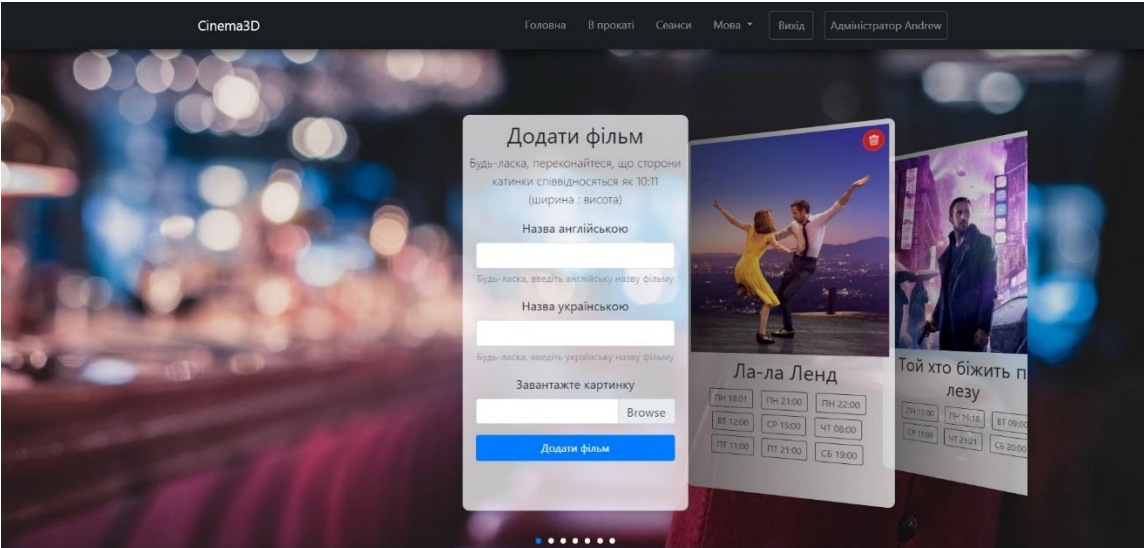 Cinema3D
Головна В прокаті Сеанси Мова Вихід Адміністратор Andrew
Додати фільм
Будь-ласка, переконайтеся, що сторони
катинки співвідносяться як 10:11
(ширина : висота)
Назва англійською
Будь-ласка, введіть англійську назву фільму
Назва українською
Будь-ласка, введіть українську назву фільму
Завантажте картинку
Browse
Додати фільм
Ла-ла Ленд
ПН 18:01 ПН 21:00 ПН 22:00
ВТ 12:00 СР 15:00 ЧТ 08:00
ПТ 11:00 ПТ 21:00 СБ 19:00
Той хто біжить п
лезу
ПН 11:00 ПН 16:16 ВТ 09:00
СР 11:00 ЧТ 21:21 СБ 20:00